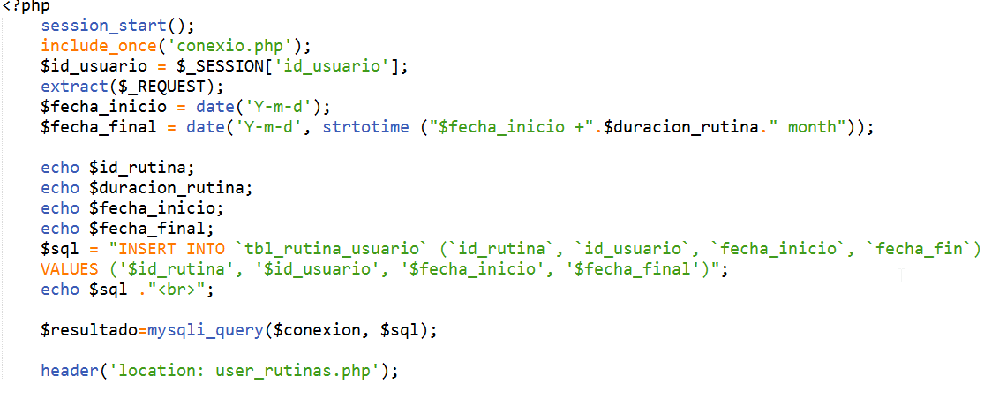 <?php
session_start();
include_once('conexio.php');
$id_usuario = $_SESSION['id_usuario'];
extract($_REQUEST);
$fecha_inicio = date('Y-m-d');
$fecha_final = date('Y-m-d', strtotime ("$fecha_inicio +".$duracion_rutina." month"));
echo $id_rutina;
echo $duracion_rutina;
echo $fecha_inicio;
echo $fecha_final;
$sql = "INSERT INTO `tbl_rutina_usuario` (`id_rutina`, `id_usuario`, `fecha_inicio`, `fecha_fin`)
VALUES ('$id_rutina', '$id_usuario', '$fecha_inicio', '$fecha_final')";
echo $sql ."<br>";
$resultado=mysqli_query($conexion, $sql);
header('location: user_rutinas.php');